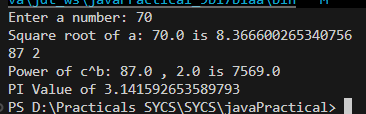 Enter a number: 70
Square root of a: 70.0 is 8.366600265340756
87 2
Power of c^b: 87.0 , 2.0 is 7569.0
PI Value of 3.141592653589793
PS D:\Practicals SYCS\SYCS\javaPractical>